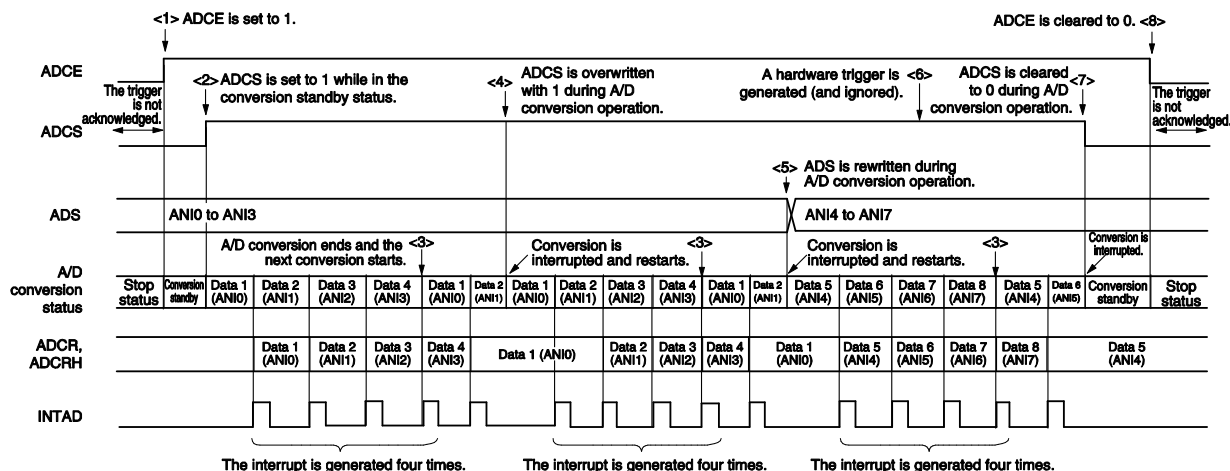 <1> ADCE is set to 1.
ADCE is cleared to 0. <8>
ADCE
The trigger
is not
acknowledged.
<2> ADCS is set to 1 while in the
conversion standby status.
<4> ADCS is overwritten
with 1 during A/D
conversion operation.
A hardware trigger is <6>
generated (and ignored).
ADCS is cleared <7>
to 0 during A/D
conversion operation.
The trigger
is not
acknowledged.
ADCS
<5> ADS is rewritten during
A/D conversion operation.
ADS
ANI0 to ANI3
ANI4 to ANI7
A/D conversion ends and the <3>
next conversion starts.
Conversion is <3>
interrupted and restarts.
Conversion is <3>
interrupted and restarts.
Conversion is
interrupted.
A/D
conversion
status
Stop
status
Conversion
standby
Data 1
(ANI0)
Data 2
(ANI1)
Data 3
(ANI2)
Data 4
(ANI3)
Data 1
(ANI0)
Data 2
(ANI1)
Data 1
(ANI0)
Data 2
(ANI1)
Data 3
(ANI2)
Data 4
(ANI3)
Data 1
(ANI0)
Data 2
(ANI1)
Data 5
(ANI4)
Data 6
(ANI5)
Data 7
(ANI6)
Data 8
(ANI7)
Data 5
(ANI4)
Data 6
(ANI5)
Conversion
standby
Stop
status
ADCR,
ADCRH
Data 1
(ANI0)
Data 2
(ANI1)
Data 3
(ANI2)
Data 4
(ANI3)
Data 1 (ANI0)
Data 2
(ANI1)
Data 3
(ANI2)
Data 4
(ANI3)
Data 1
(ANI0)
Data 5
(ANI4)
Data 6
(ANI5)
Data 7
(ANI6)
Data 8
(ANI7)
Data 5
(ANI4)
INTAD
The interrupt is generated four times.
The interrupt is generated four times.
The interrupt is generated four times.